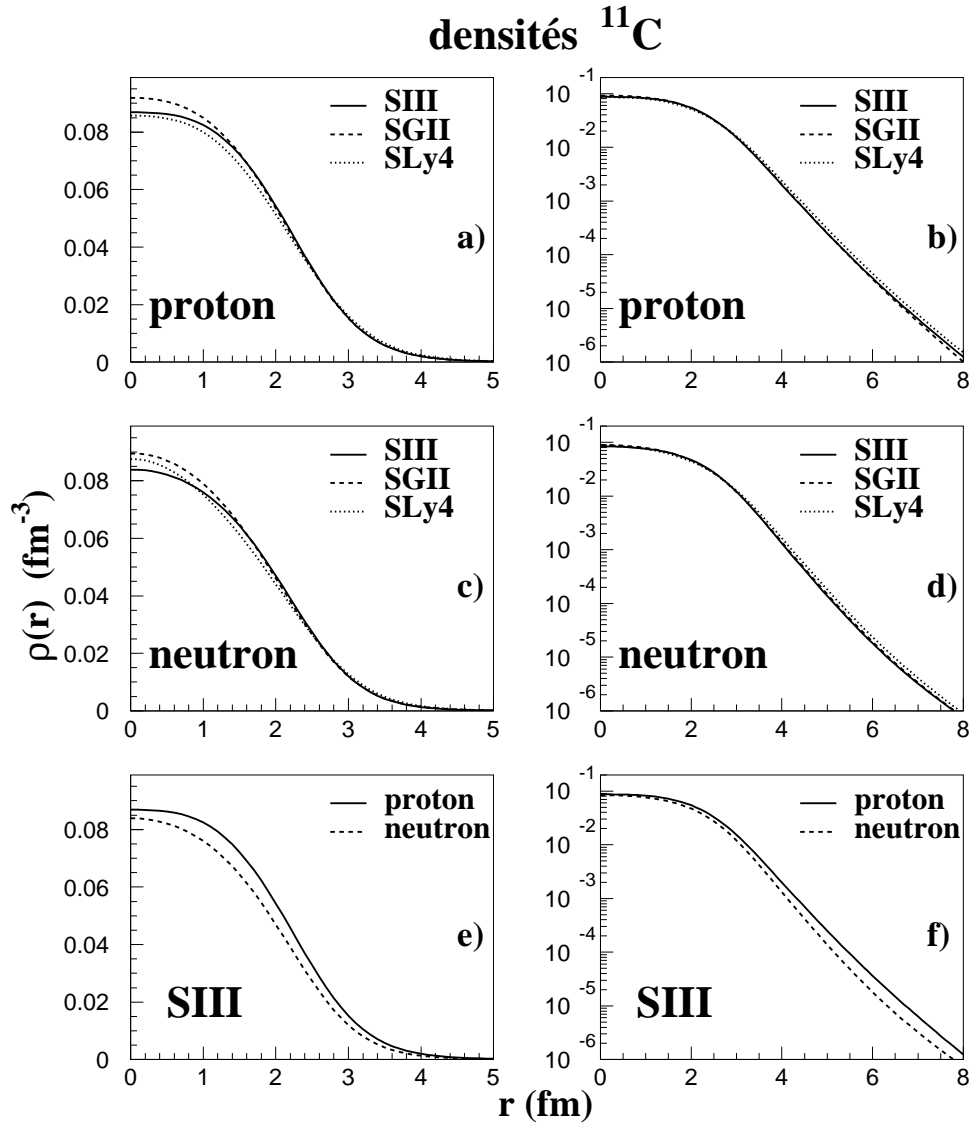 densités ¹¹C
SIII
SGII
SLy4
a)
proton
0.08
0.06
0.04
0.02
0
0 1 2 3 4 5
SIII
SGII
SLy4
b)
proton
10⁻¹
10⁻²
10⁻³
10⁻⁴
10⁻⁵
10⁻⁶
0 2 4 6 8
SIII
SGII
SLy4
c)
neutron
0.08
0.06
0.04
0.02
0
0 1 2 3 4 5
SIII
SGII
SLy4
d)
neutron
10⁻¹
10⁻²
10⁻³
10⁻⁴
10⁻⁵
10⁻⁶
0 2 4 6 8
ρ(r) (fm⁻³)
proton
neutron
e)
SIII
0.08
0.06
0.04
0.02
0
0 1 2 3 4 5
proton
neutron
f)
SIII
10⁻¹
10⁻²
10⁻³
10⁻⁴
10⁻⁵
10⁻⁶
0 2 4 6 8
r (fm)